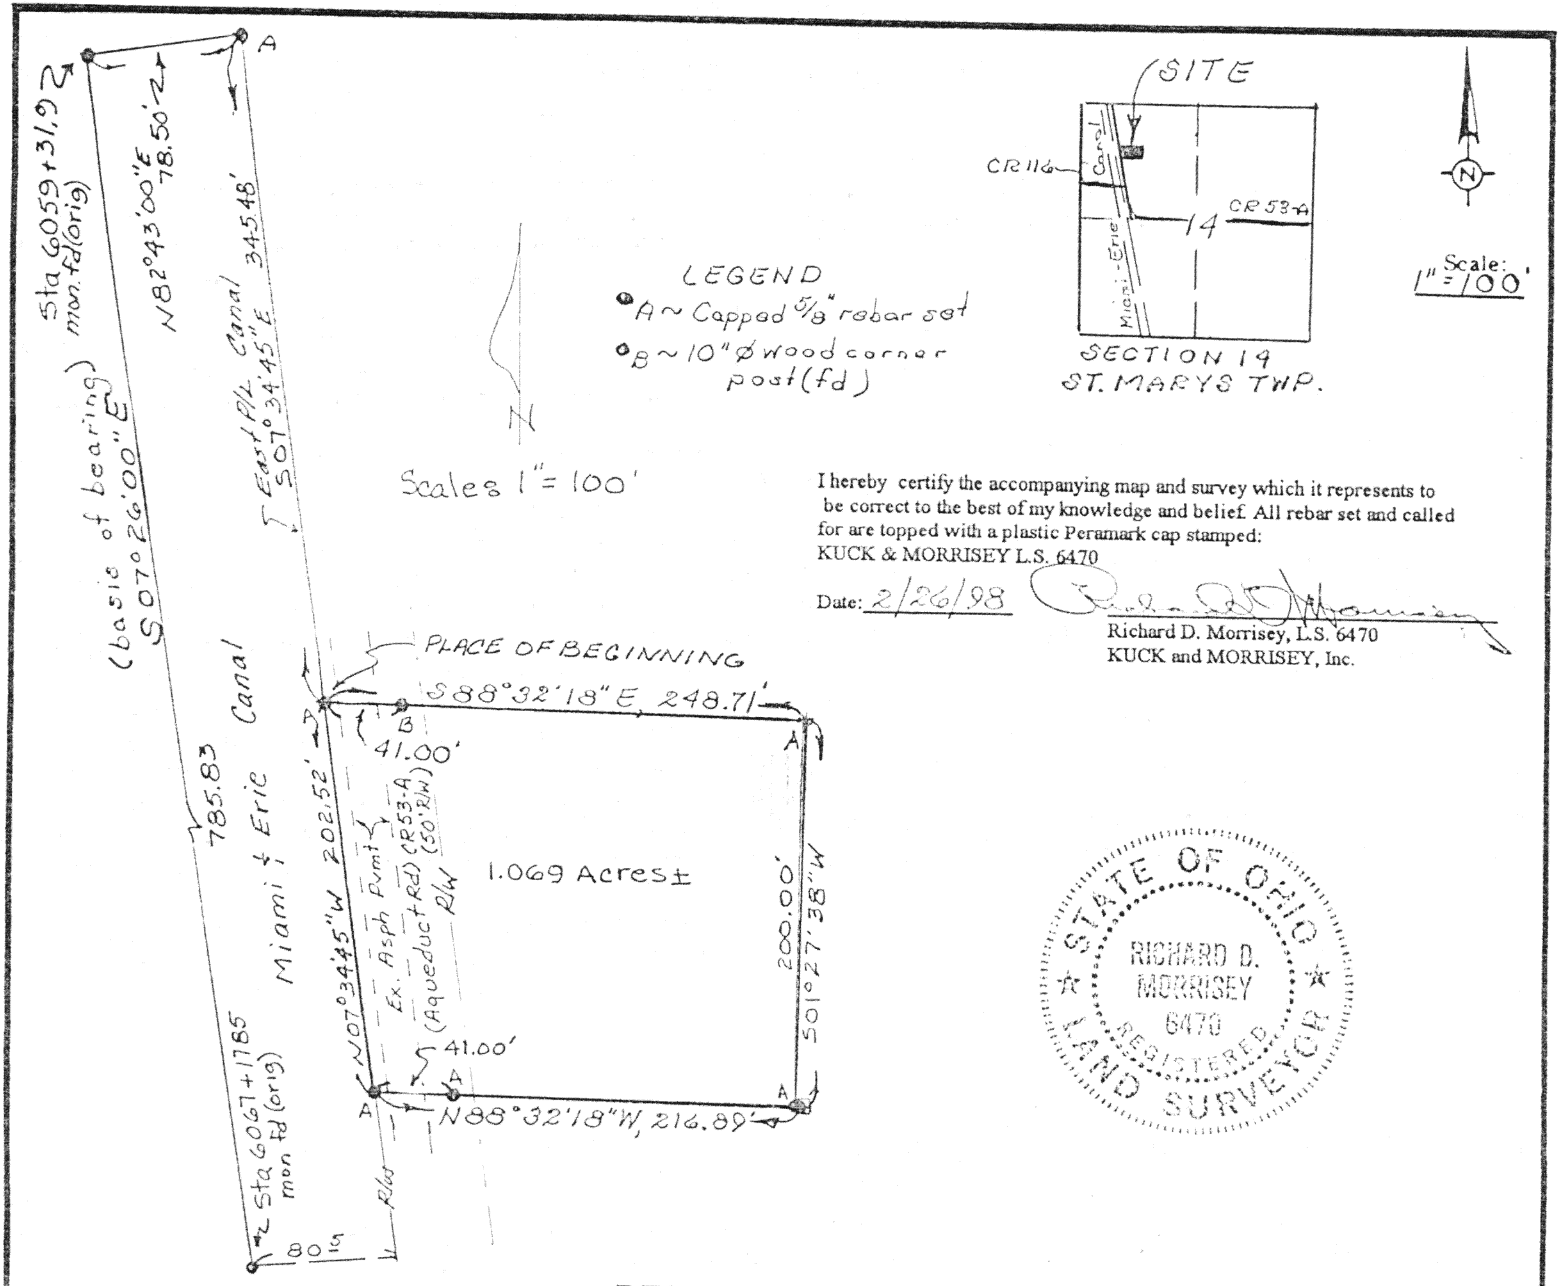 A
Sta 6059+31.9
mon.fd(orig)
N82°43'00"E
78.50'
East P/L Canal
S07°34'45"E 345.48'
(basis of bearing)
S07°26'00"E
785.83
Miami & Erie Canal
SITE
Canal
CR 116
CR 53-A
14
Miami-Erie
SECTION 14
ST. MARYS TWP.
N
Scale:
1" = 100'
LEGEND
A ~ Capped 5/8" rebar set
B ~ 10" Ø wood corner
post (fd)
N
Scales 1" = 100'
I hereby certify the accompanying map and survey which it represents to
be correct to the best of my knowledge and belief. All rebar set and called
for are topped with a plastic Peramark cap stamped:
KUCK & MORRISEY L.S. 6470
Date: 2/26/98
Richard D. Morrisey, L.S. 6470
KUCK and MORRISEY, Inc.
PLACE OF BEGINNING
S88°32'18"E, 248.71'
A
B
A
41.00'
N07°34'45"W 202.52'
Ex. Asph Pvmt
(Aqueduct Rd) (CR53-A
(50' R/W)
R/W
1.069 Acres±
200.00'
S01°27'38"W
41.00'
A
A
A
N88°32'18"W, 216.89'
R/W
Sta 6067+17.85
mon fd (orig)
80.5
STATE OF OHIO
RICHARD D.
MORRISEY
6470
REGISTERED
LAND SURVEYOR